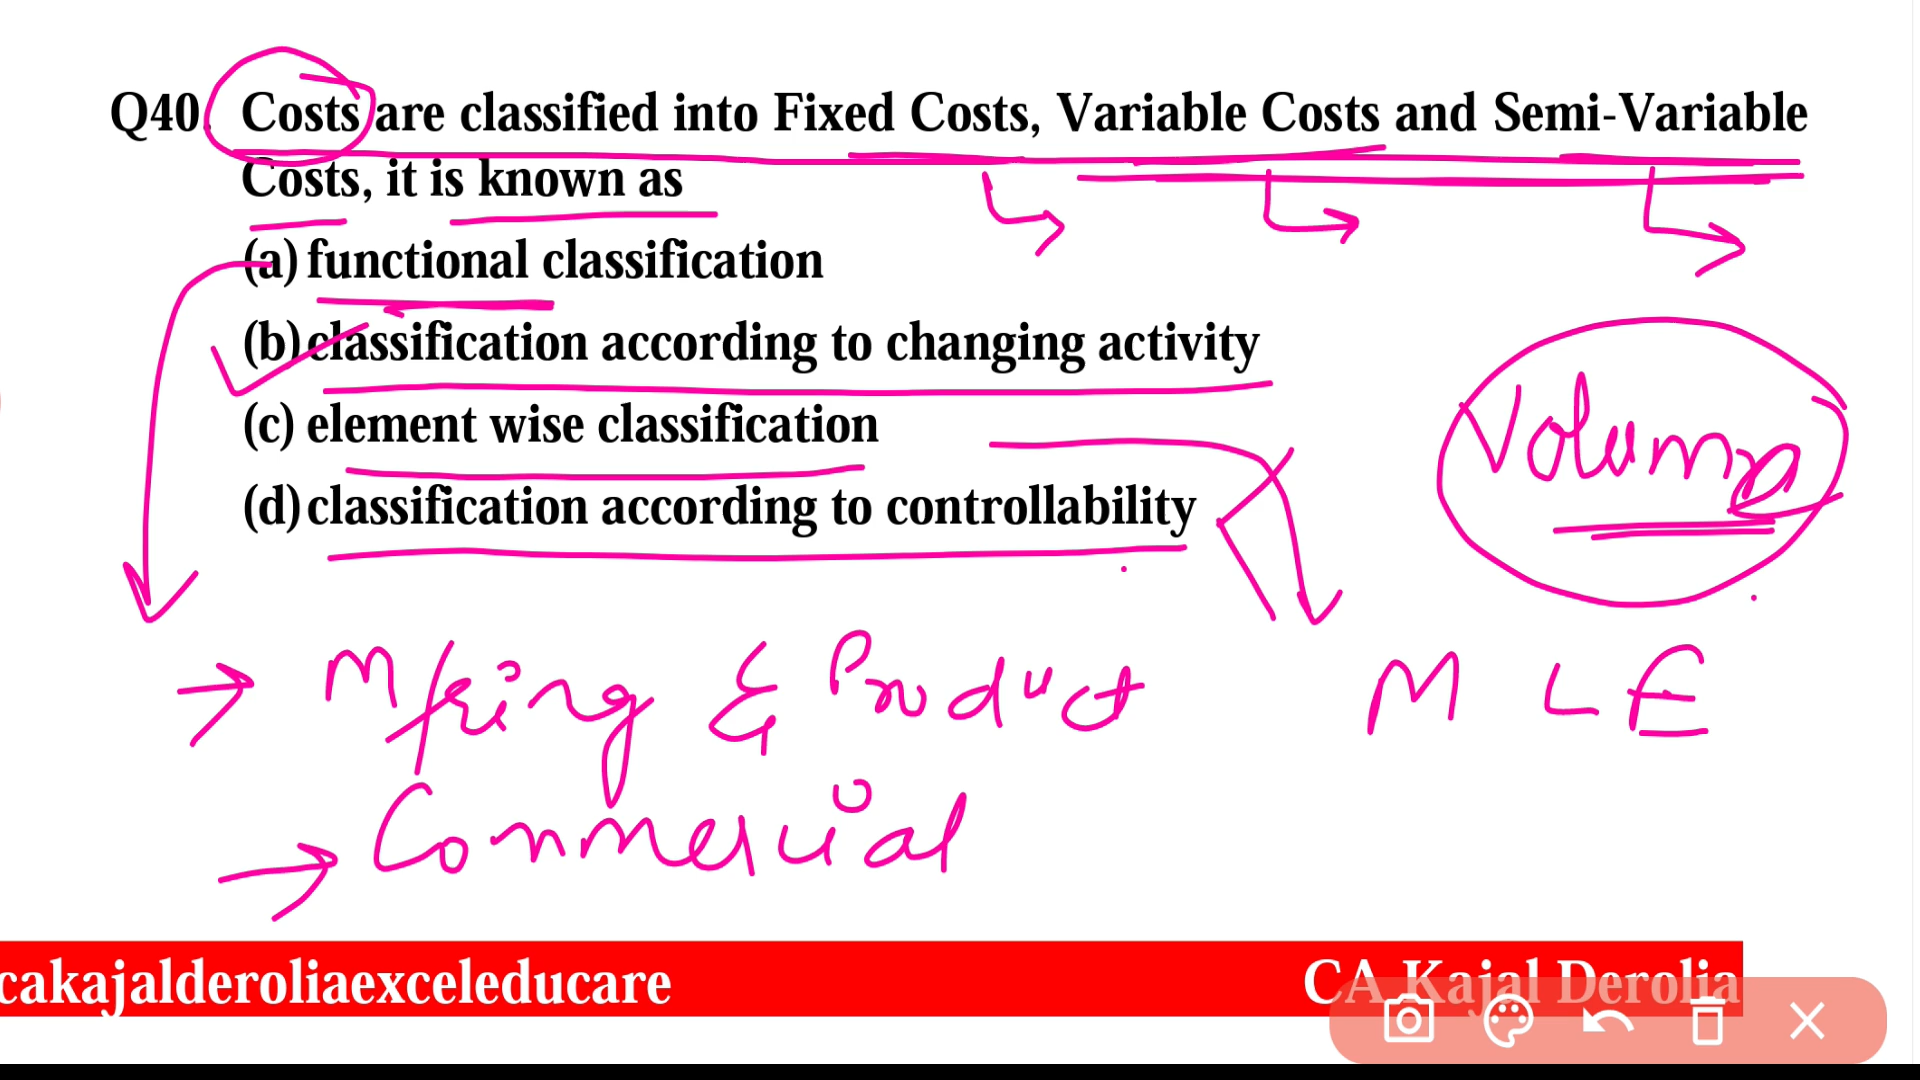 Q40. Costs are classified into Fixed Costs, Variable Costs and Semi-Variable
Costs, it is known as
(a) functional classification
(b) classification according to changing activity
(c) element wise classification
(d) classification according to controllability
Volume
Mfring & Product
M L E
Commercial
cakajalderoliaexceleducare
CA Kajal Derolia